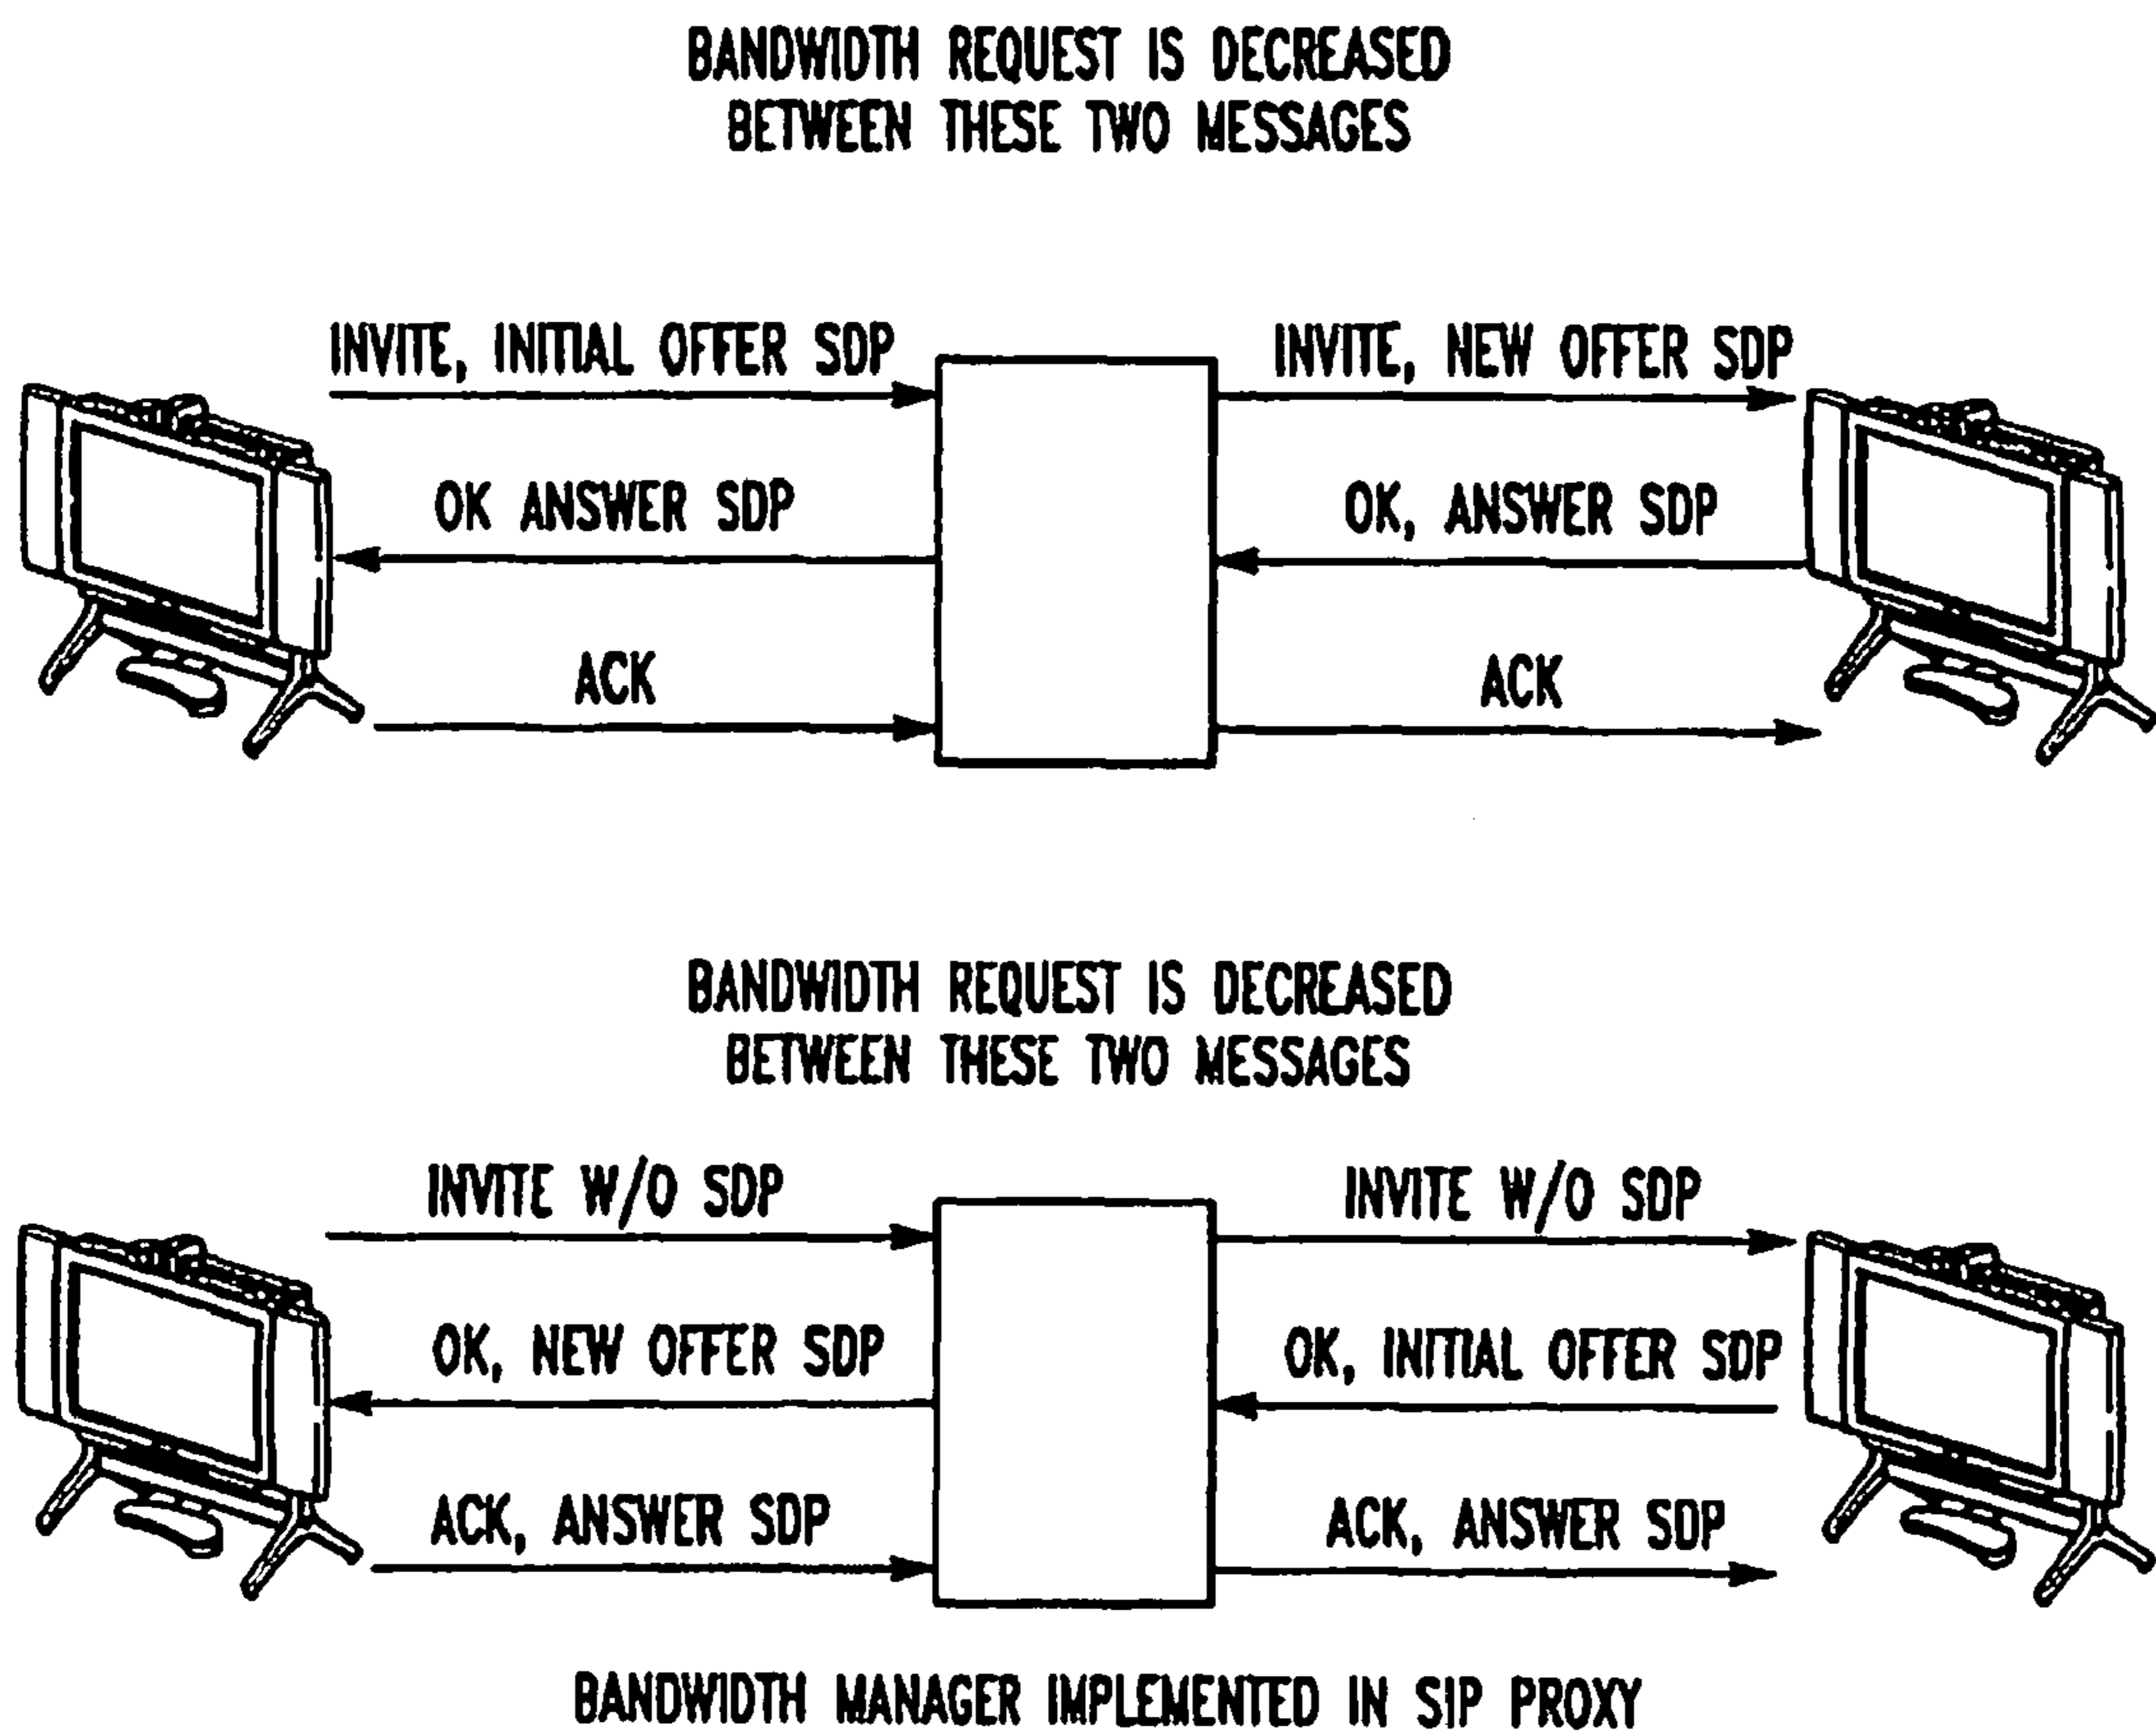 BANDWIDTH REQUEST IS DECREASED
BETWEEN THESE TWO MESSAGES
INVITE, INITIAL OFFER SDP
INVITE, NEW OFFER SDP
OK ANSWER SDP
OK, ANSWER SDP
ACK
ACK
BANDWIDTH REQUEST IS DECREASED
BETWEEN THESE TWO MESSAGES
INVITE W/O SDP
INVITE W/O SDP
OK, NEW OFFER SDP
OK, INITIAL OFFER SDP
ACK, ANSWER SDP
ACK, ANSWER SDP
BANDWIDTH MANAGER IMPLEMENTED IN SIP PROXY